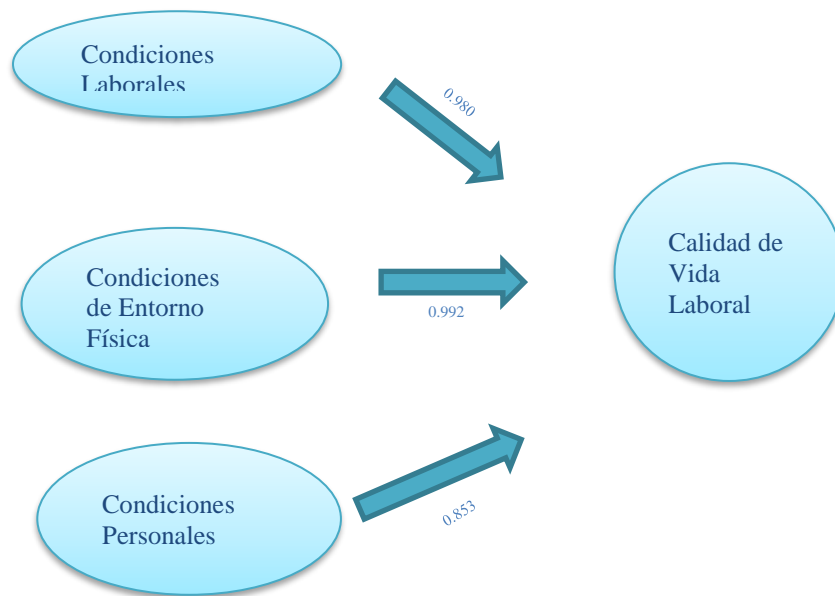 Condiciones
Laborales
0.980
Condiciones
de Entorno
Física
0.992
Calidad de
Vida
Laboral
Condiciones
Personales
0.853